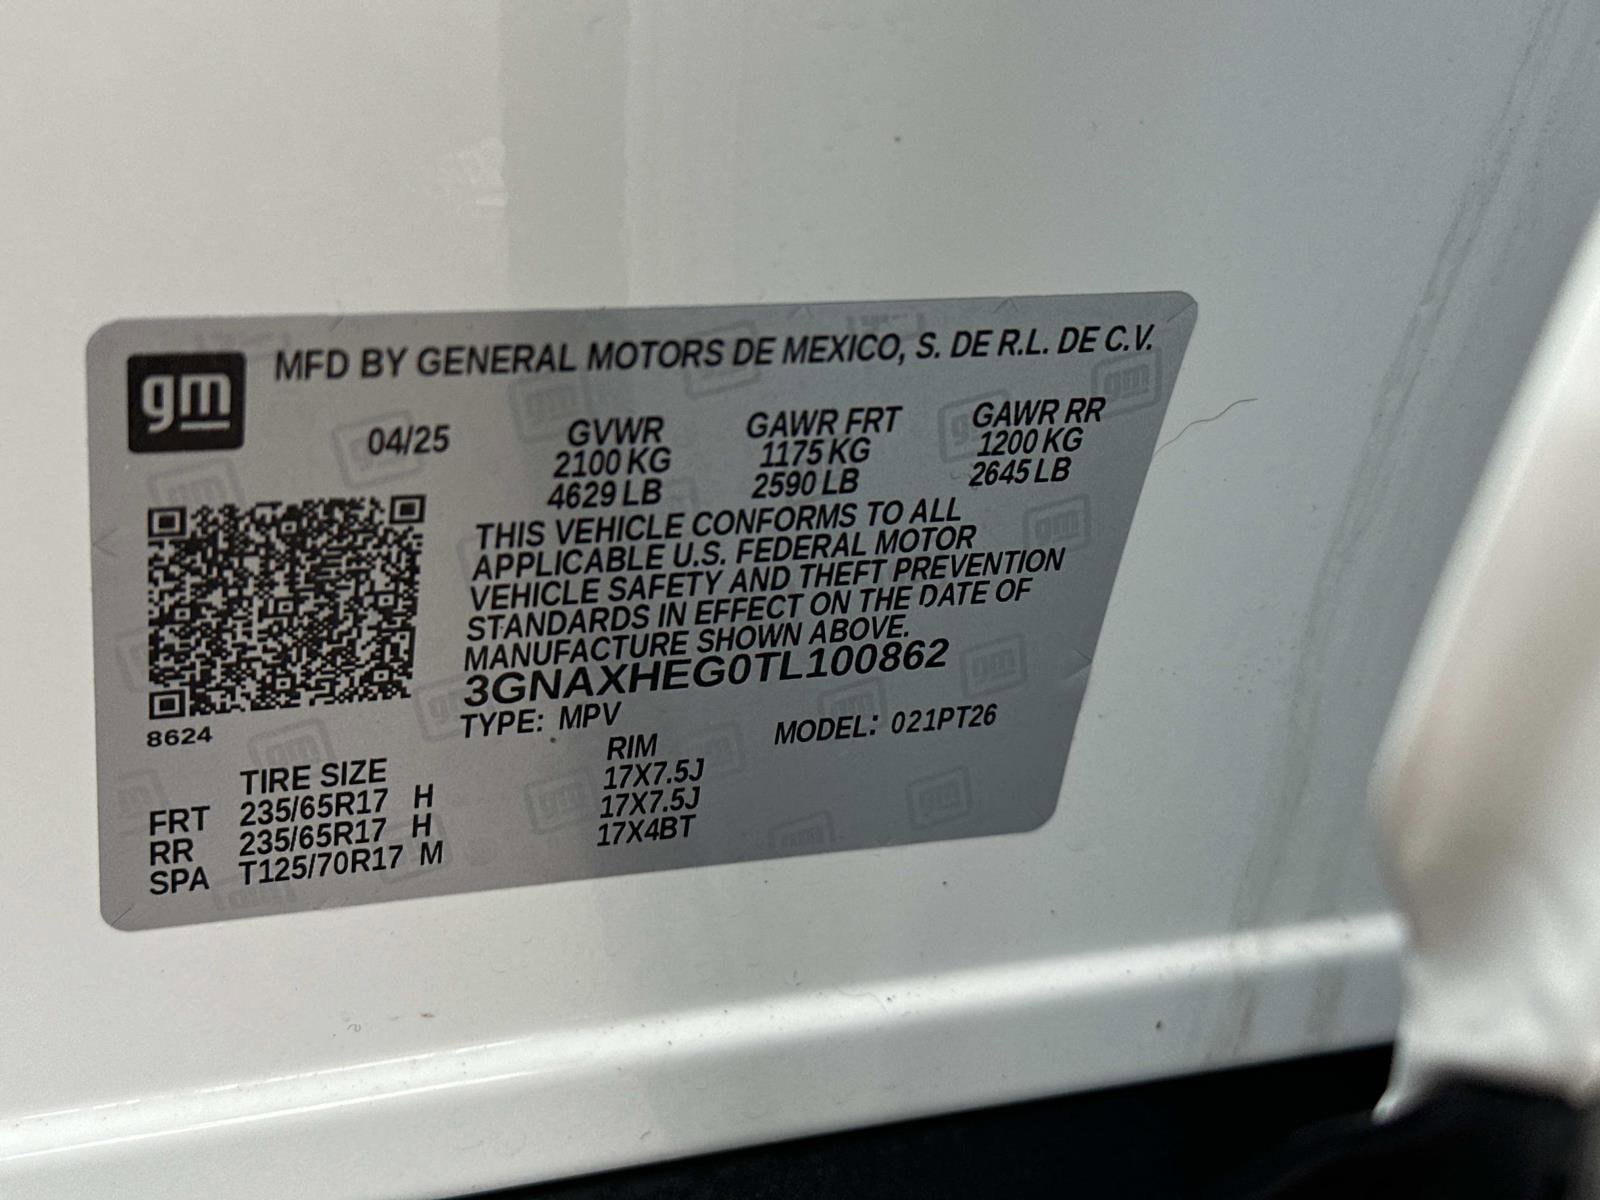 gm
MFD BY GENERAL MOTORS DE MEXICO, S. DE R.L. DE C.V.
04/25 GVWR GAWR FRT GAWR RR
2100 KG 1175 KG 1200 KG
4629 LB 2590 LB 2645 LB
THIS VEHICLE CONFORMS TO ALL
APPLICABLE U.S. FEDERAL MOTOR
VEHICLE SAFETY AND THEFT PREVENTION
STANDARDS IN EFFECT ON THE DATE OF
MANUFACTURE SHOWN ABOVE.
3GNAXHEG0TL100862
TYPE: MPV MODEL: 021PT26
8624
TIRE SIZE RIM
FRT 235/65R17 H 17X7.5J
RR 235/65R17 H 17X7.5J
SPA T125/70R17 M 17X4BT